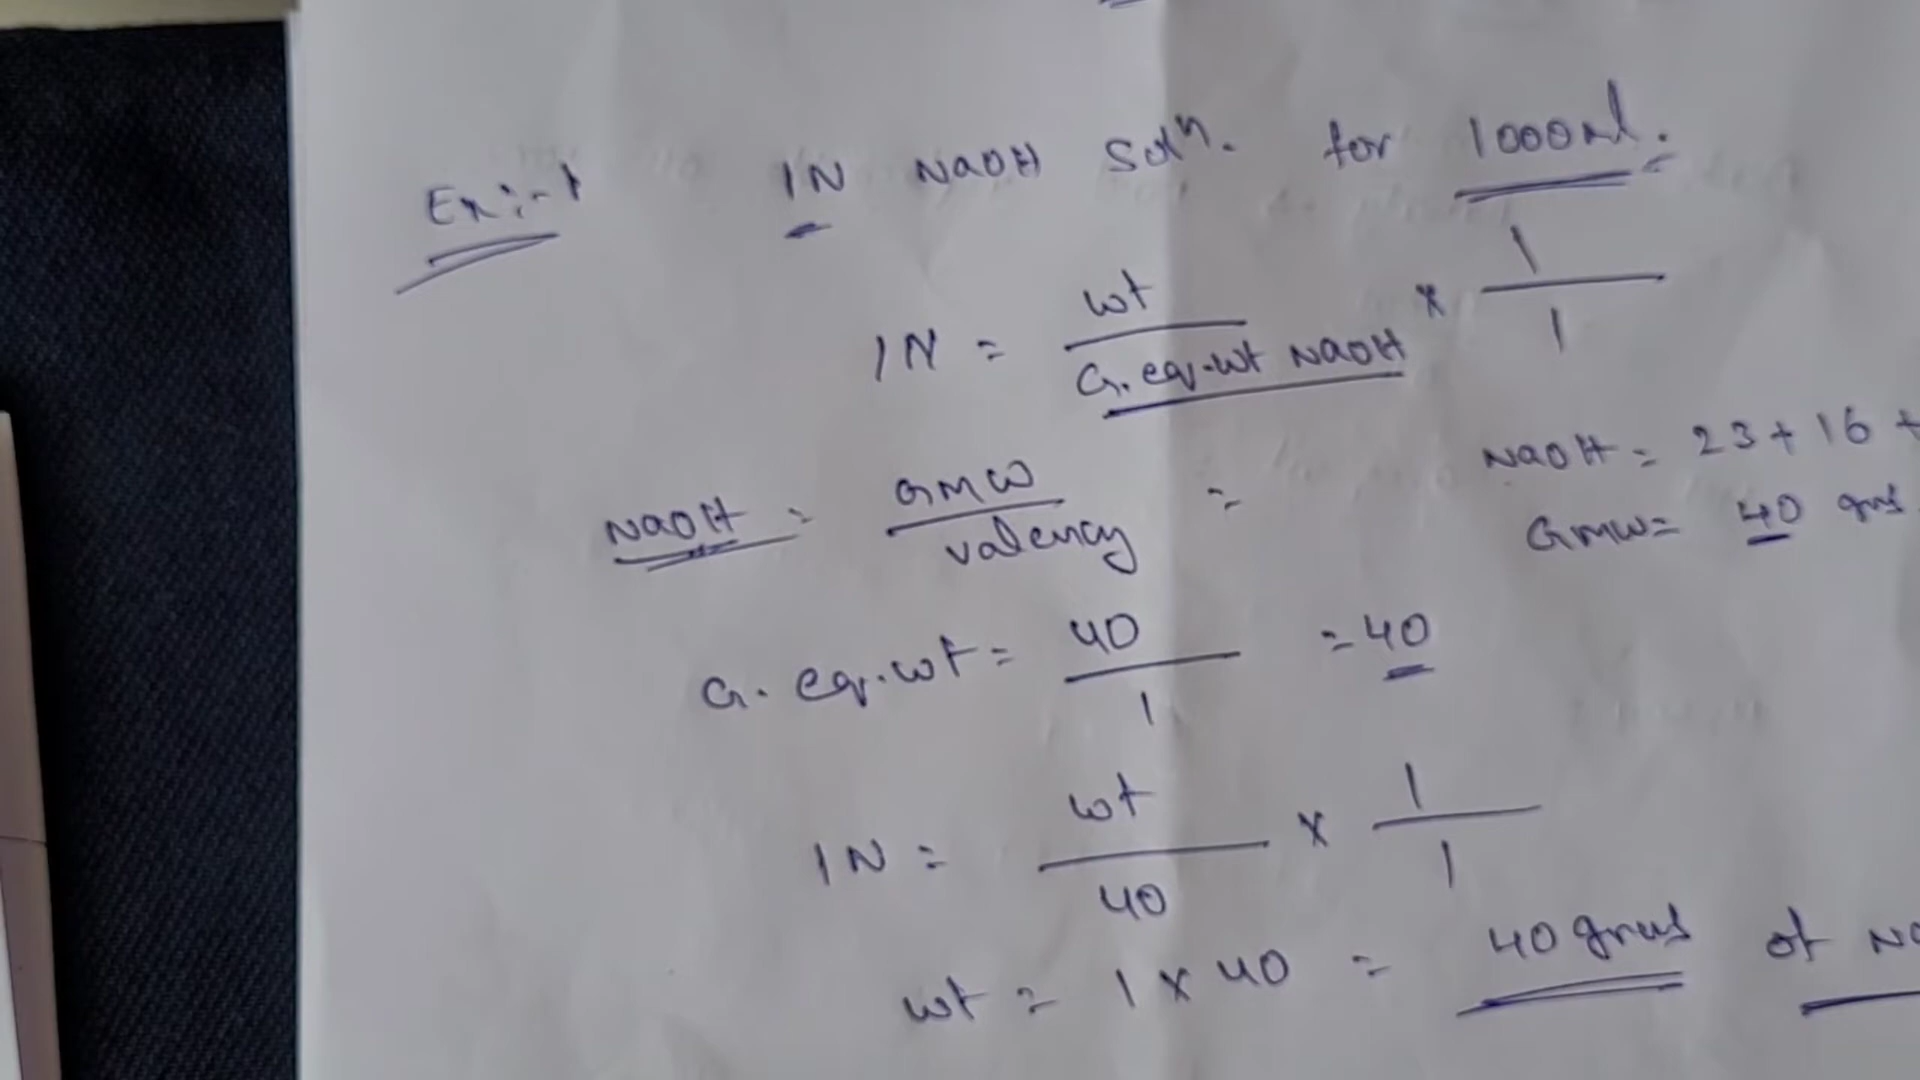 Ex:-1 1N NaOH Solⁿ. for 1000ml.
1N = wt / G.eq.wt NaOH × 1 / 1
NaOH = 23 + 16 +
NaOH = GMW / valency =
GMW = 40 gms
G.eq.wt = 40 / 1 = 40
1N = wt / 40 × 1 / 1
wt = 1 × 40 = 40 grms of Na